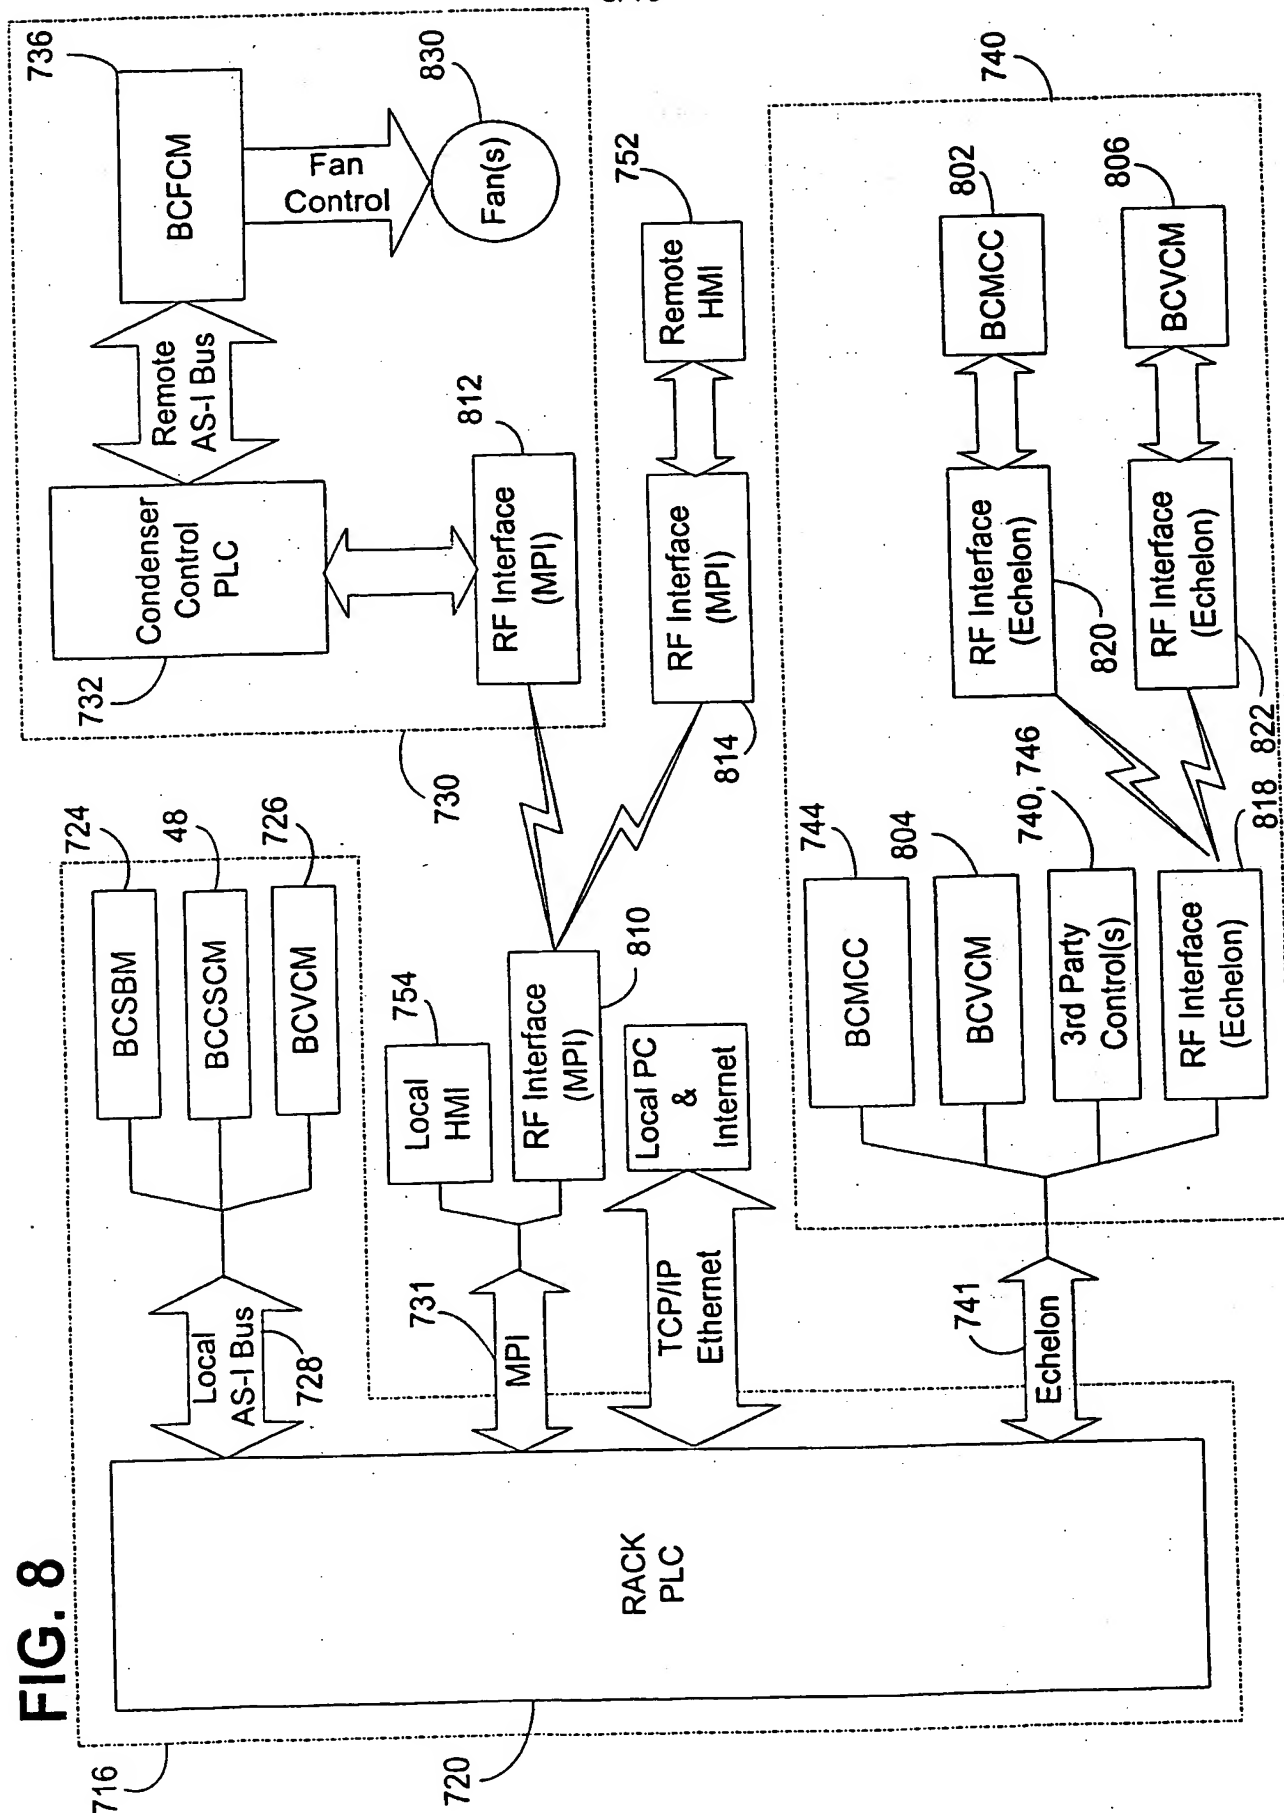 FIG. 8
716
720
RACK
PLC
Local
AS-I Bus
728
BCSBM
724
BCCSCM
48
BCVCM
726
731
MPI
Local
HMI
754
RF Interface
(MPI)
810
TCP/IP
Ethernet
Local PC
&
Internet
741
Echelon
BCMCC
744
BCVCM
804
3rd Party
Control(s)
740, 746
RF Interface
(Echelon)
818
730
732
Condenser
Control
PLC
Remote
AS-I Bus
BCFCM
736
Fan
Control
Fan(s)
830
RF Interface
(MPI)
812
RF Interface
(MPI)
814
Remote
HMI
752
740
RF Interface
(Echelon)
820
BCMCC
802
RF Interface
(Echelon)
822
BCVCM
806